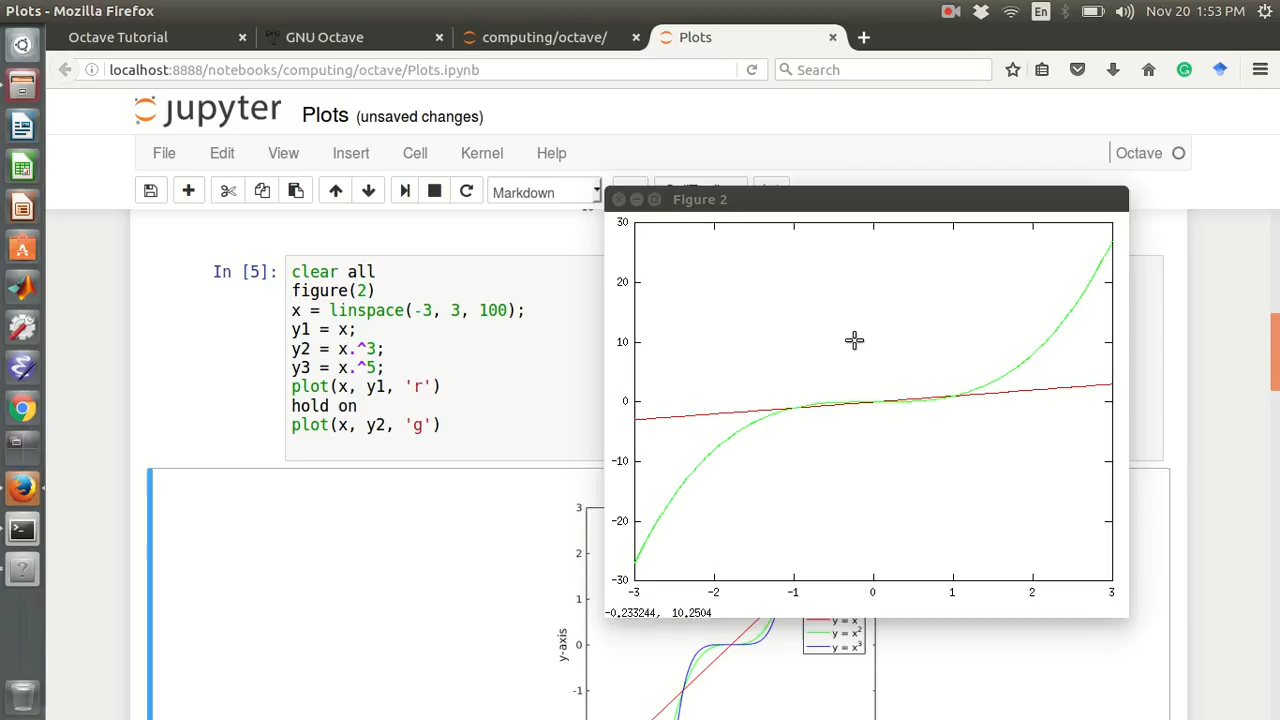 Plots - Mozilla Firefox
En
Nov 20 1:53 PM
Octave Tutorial
GNU Octave
computing/octave/
Plots
localhost:8888/notebooks/computing/octave/Plots.ipynb
Search
jupyter
Plots (unsaved changes)
File Edit View Insert Cell Kernel Help
Octave
Markdown
Figure 2
In [5]:
clear all
figure(2)
x = linspace(-3, 3, 100);
y1 = x;
y2 = x.^3;
y3 = x.^5;
plot(x, y1, 'r')
hold on
plot(x, y2, 'g')
30
20
10
0
-10
-20
-30
-3 -2 -1 0 1 2 3
-0.233244, 10.2504
3
2
1
0
-1
y-axis
y = x
y = x²
y = x³